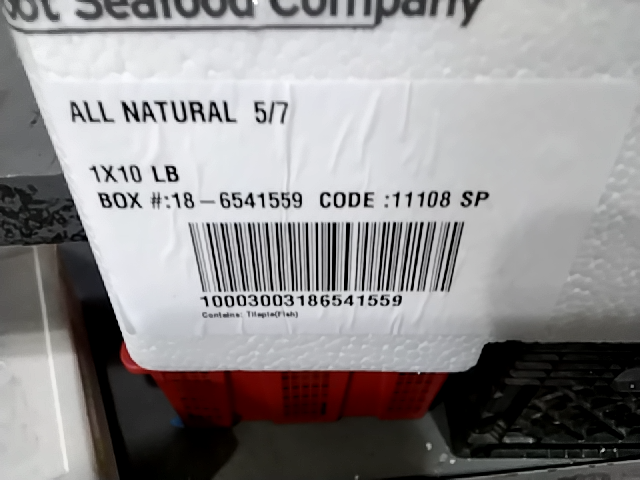 Seafood Company
ALL NATURAL 5/7
1X10 LB
BOX #:18-6541559 CODE :11108 SP
10003003186541559
Contains: Tilapia(Fish)